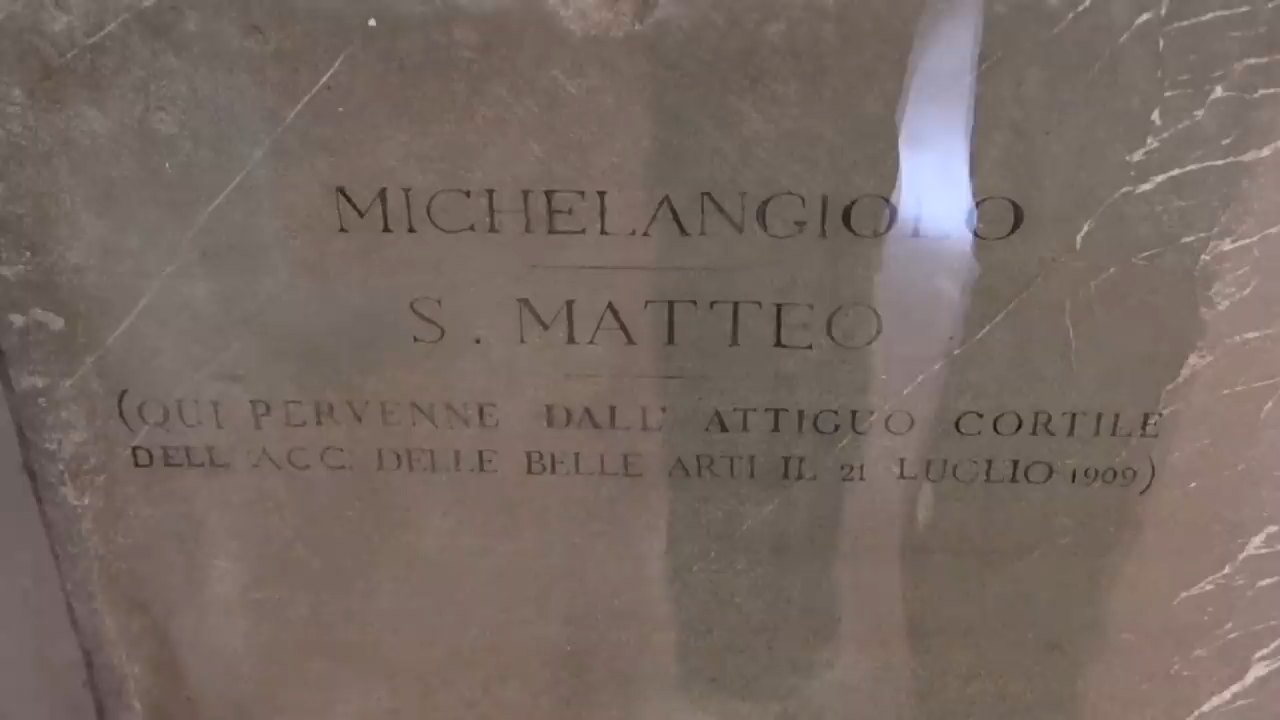 MICHELANGIOLO
S. MATTEO
(QUI PERVENNE DALL' ATTIGUO CORTILE
DELL' ACC. DELLE BELLE ARTI IL 21 LUGLIO 1909)